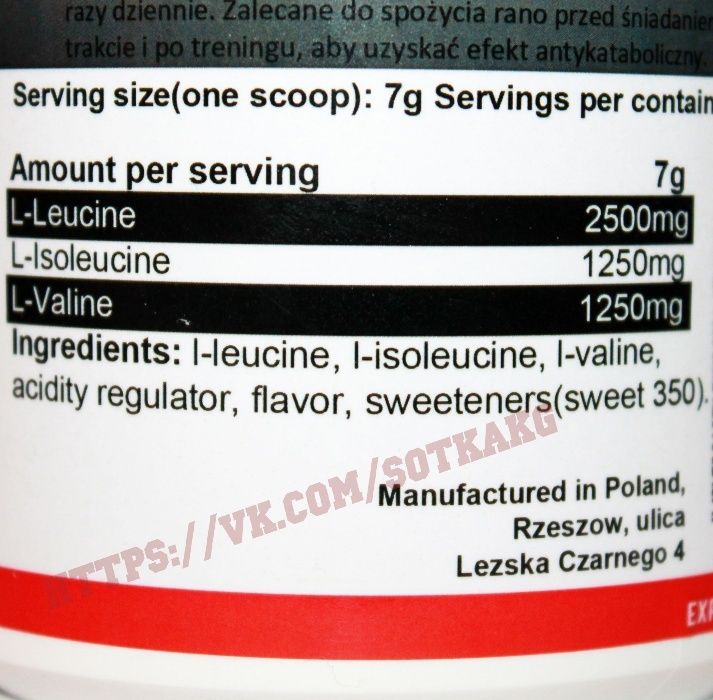 razy dziennie. Zalecane do spożycia rano przed
trakcie i po treningu, aby uzyskać efekt antykataboliczny.
Serving size(one scoop): 7g Servings per
Amount per serving 7g
L-Leucine 2500mg
L-Isoleucine 1250mg
L-Valine 1250mg
Ingredients: l-leucine, l-isoleucine, l-valine,
acidity regulator, flavor, sweeteners(sweet 350).
HTTPS://VK.COM/SOTKAKG
Manufactured in Poland,
Rzeszow, ulica
Lezska Czarnego 4